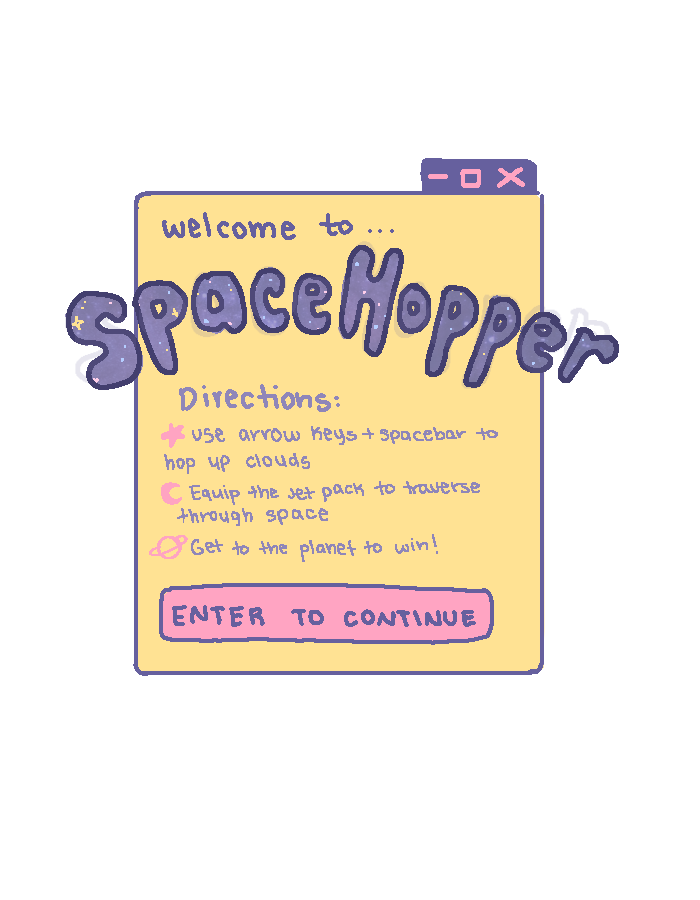 welcome to ...
SpaceHopper
Directions:
use arrow keys + spacebar to
hop up clouds
Equip the jet pack to traverse
through space
Get to the planet to win!
ENTER TO CONTINUE